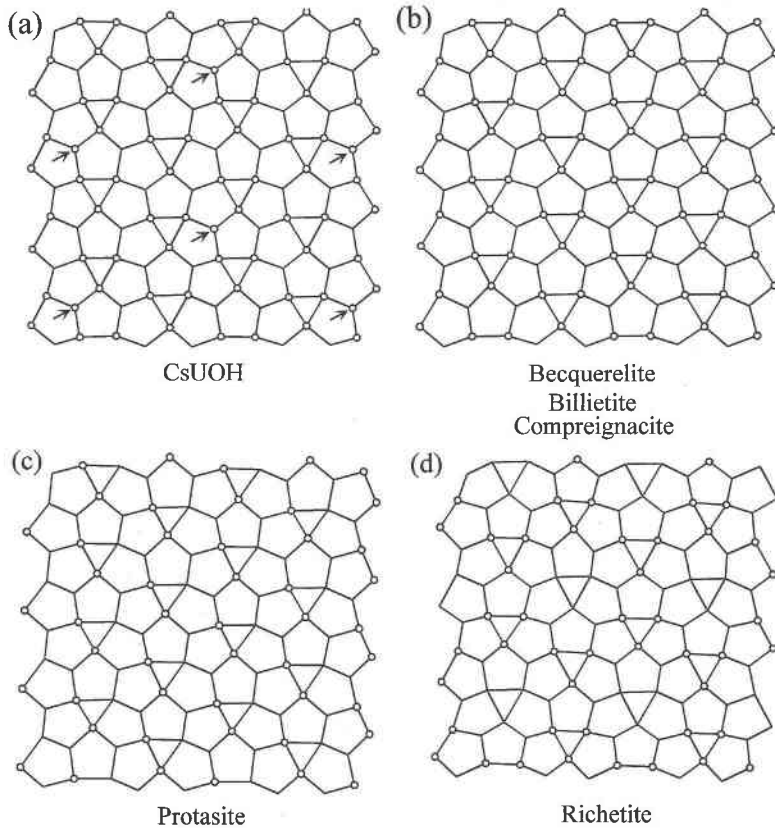 (a)
CsUOH
(b)
Becquerelite
Billietite
Compreignacite
(c)
Protasite
(d)
Richetite